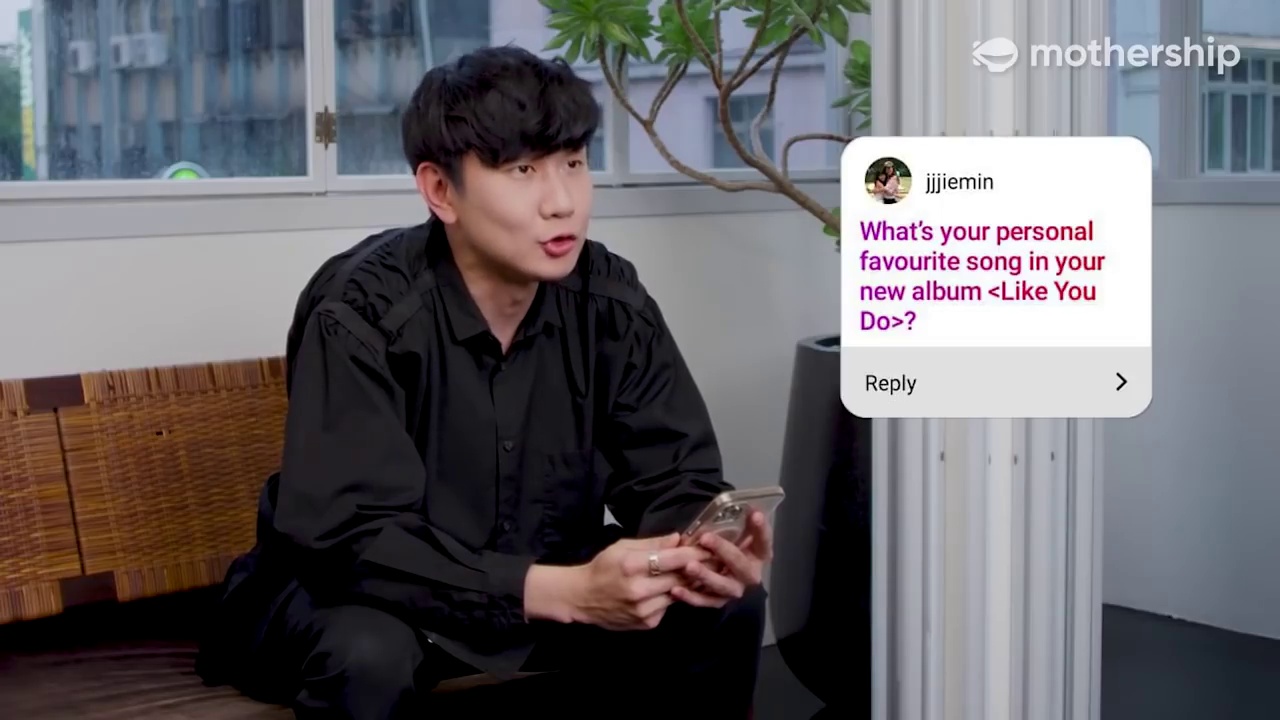 mothership
jjjiemin
What's your personal
favourite song in your
new album <Like You
Do>?
Reply